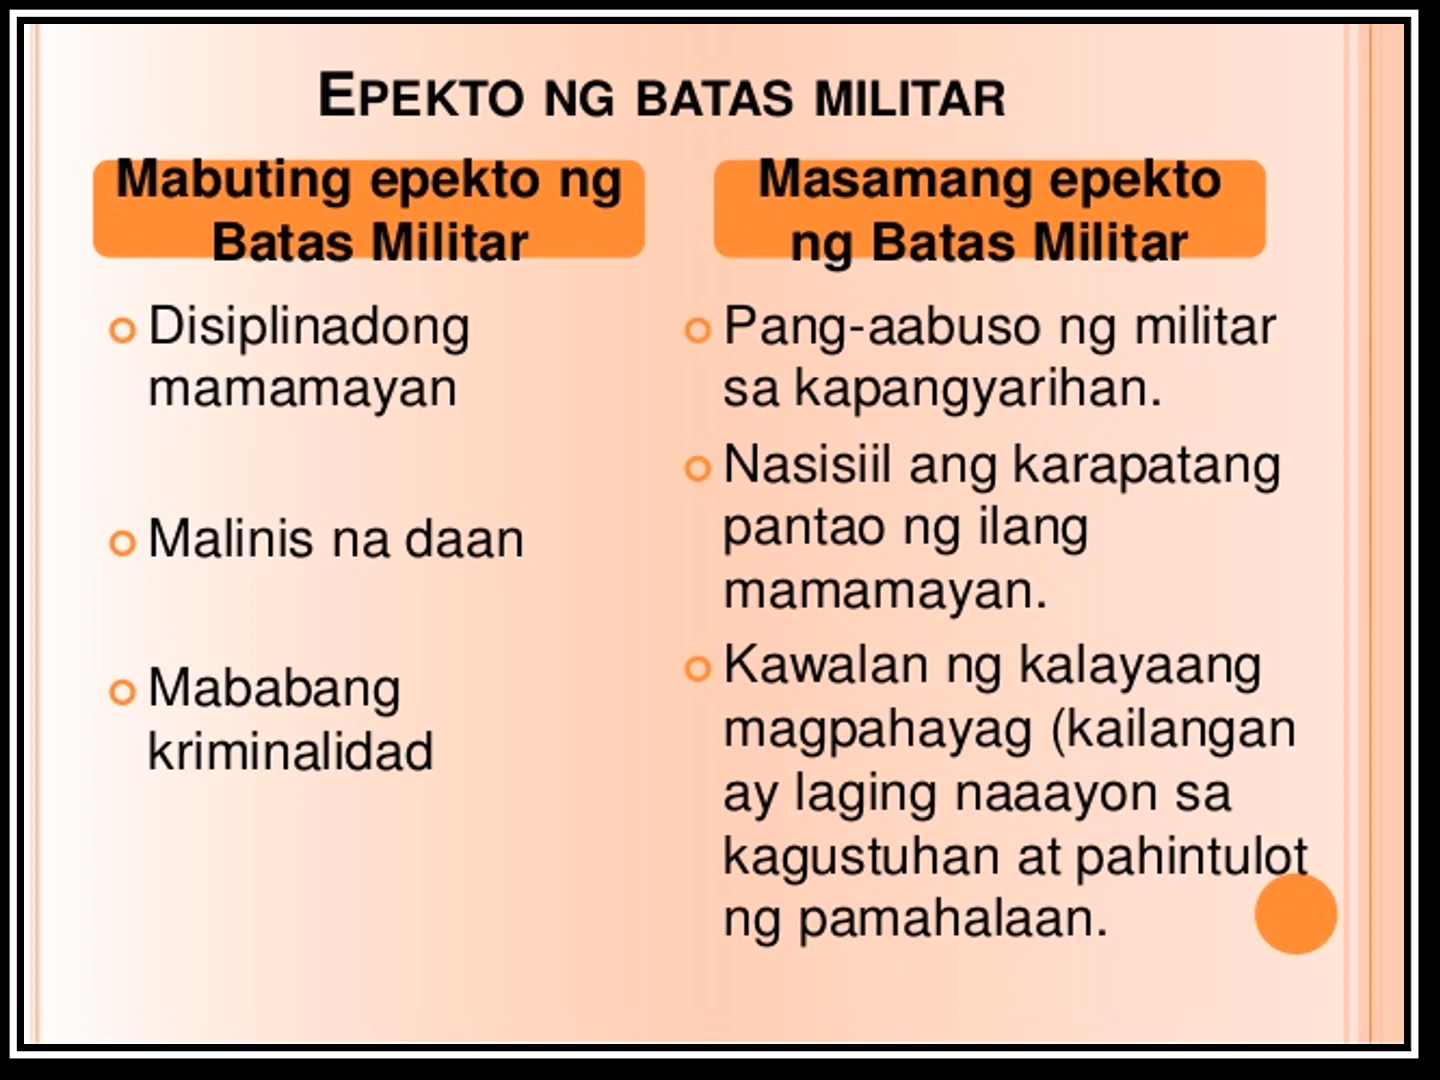 EPEKTO NG BATAS MILITAR
Mabuting epekto ng
Batas Militar
Disiplinadong
mamamayan
Malinis na daan
Mababang
kriminalidad
Masamang epekto
ng Batas Militar
Pang-aabuso ng militar
sa kapangyarihan.
Nasisiil ang karapatang
pantao ng ilang
mamamayan.
Kawalan ng kalayaang
magpahayag (kailangan
ay laging naaayon sa
kagustuhan at pahintulot
ng pamahalaan.